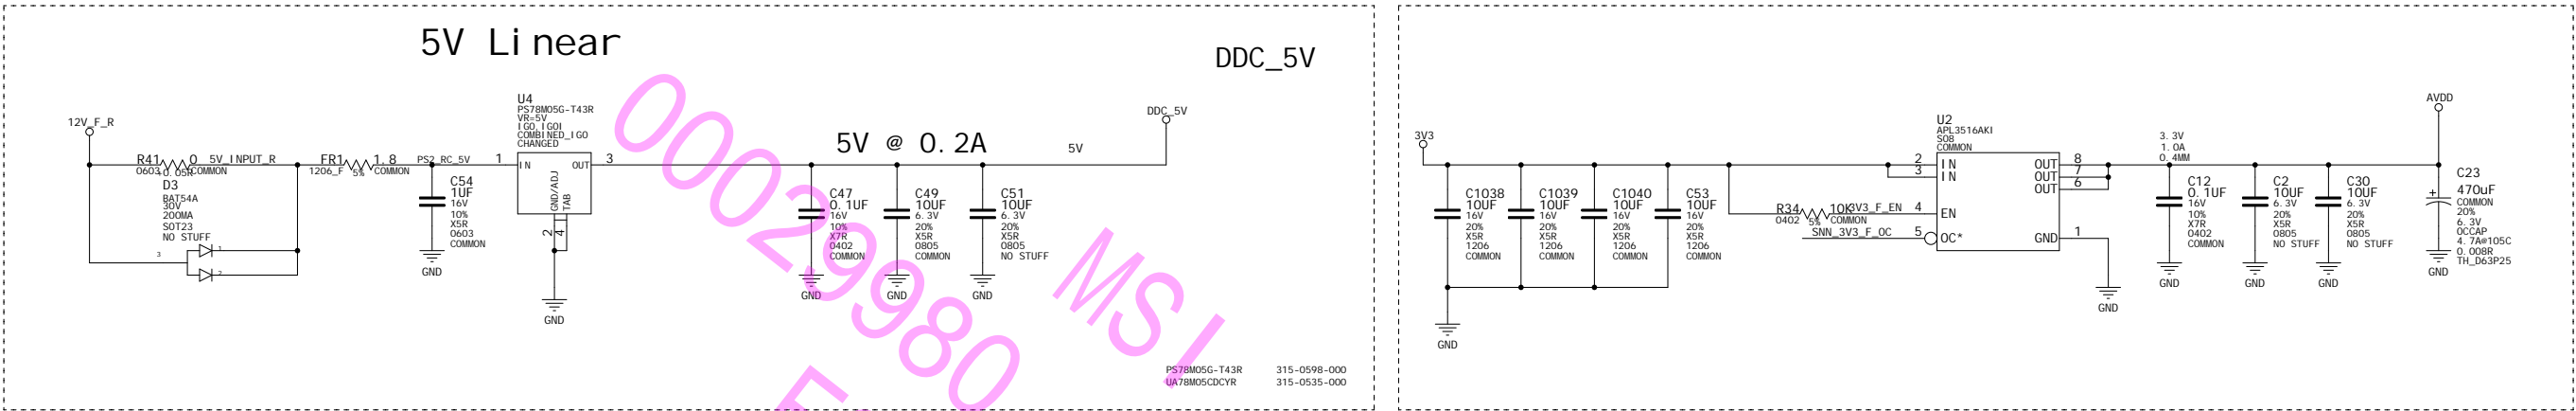 5V Linear
DDC_5V
12V_F_R
R41 0 5V_INPUT_R
0603 +0.05R COMMON
D3
BAT54A
30V
200MA
SOT23
NO STUFF
3
1
2
FR1 1.8 PS2_RC_5V
1206_F 5% COMMON
C54
1UF
16V
10%
X5R
0603
COMMON
GND
U4
PS78M05G-T43R
VR=5V
IGO,IGOI
COMBINED_IGO
CHANGED
1 IN OUT 3
GND/ADJ
TAB
2 4
GND
5V @ 0.2A
5V
DDC_5V
C47
0.1UF
16V
10%
X7R
0402
COMMON
GND
C49
10UF
6.3V
20%
X5R
0805
COMMON
GND
C51
10UF
6.3V
20%
X5R
0805
NO STUFF
GND
00029980
MSI
PS78M05G-T43R 315-0598-000
UA78M05CDCYR 315-0535-000
3V3
C1038
10UF
16V
20%
X5R
1206
COMMON
GND
C1039
10UF
16V
20%
X5R
1206
COMMON
C1040
10UF
16V
20%
X5R
1206
COMMON
C53
10UF
16V
20%
X5R
1206
COMMON
R34 10K 3V3_F_EN
0402 5% COMMON
SNN_3V3_F_OC
U2
APL3516AKI
SO8
COMMON
2 IN OUT 8
3 IN OUT 7
OUT 6
4 EN
5 OC* GND 1
GND
3.3V
1.0A
0.4MM
C12
0.1UF
16V
10%
X7R
0402
COMMON
GND
C2
10UF
6.3V
20%
X5R
0805
NO STUFF
GND
C30
10UF
6.3V
20%
X5R
0805
NO STUFF
GND
AVDD
C23
470uF
COMMON
20%
6.3V
OCCAP
4.7A@105C
0.008R
TH_D63P25
+
GND